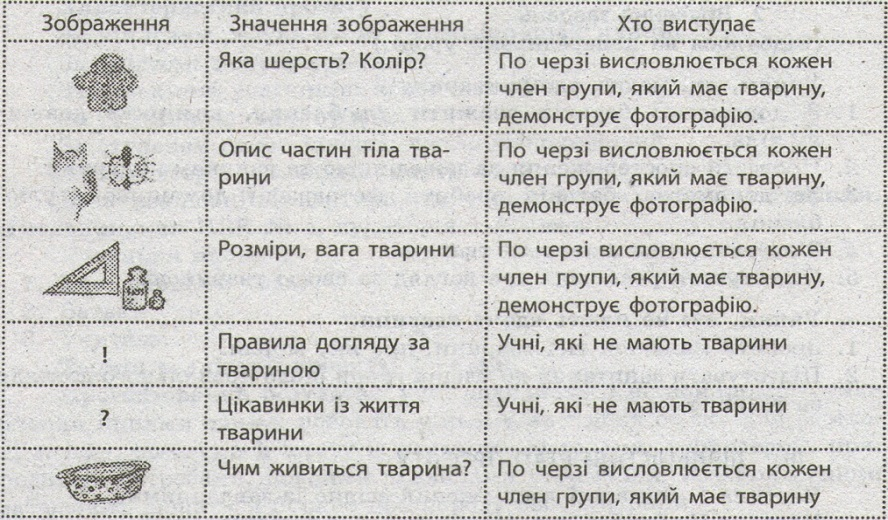 Зображення Значення зображення Хто виступає
Яка шерсть? Колір? По черзі висловлюється кожен
член групи, який має тварину,
демонструє фотографію.
Опис частин тіла тва- По черзі висловлюється кожен
рини член групи, який має тварину,
демонструє фотографію.
Розміри, вага тварини По черзі висловлюється кожен
член групи, який має тварину,
демонструє фотографію.
! Правила догляду за Учні, які не мають тварини
твариною
? Цікавинки із життя Учні, які не мають тварини
тварини
Чим живиться тварина? По черзі висловлюється кожен
член групи, який має тварину